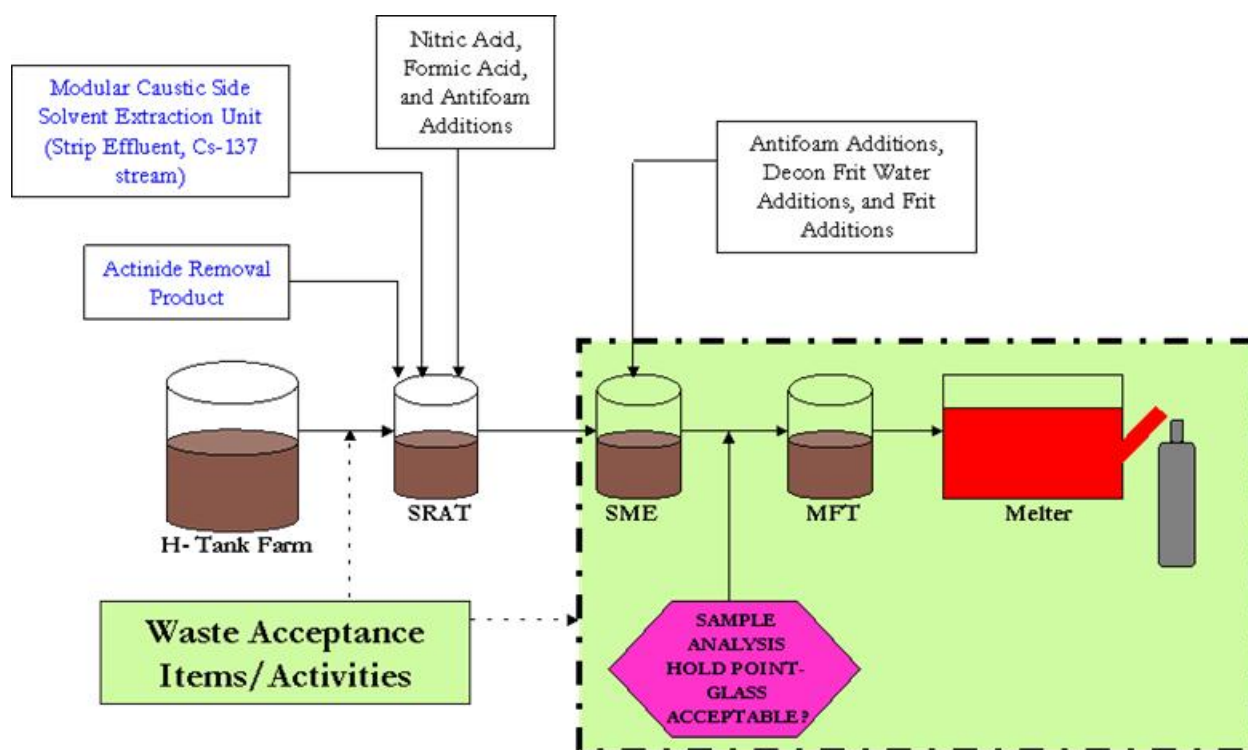 Nitric Acid,
Formic Acid,
and Antifoam
Additions
Modular Caustic Side
Solvent Extraction Unit
(Strip Effluent, Cs-137
stream)
Antifoam Additions,
Decon Frit Water
Additions, and Frit
Additions
Actinide Removal
Product
SRAT
SME
MFT
Melter
H- Tank Farm
Waste Acceptance
Items/Activities
SAMPLE
ANALYSIS
HOLD POINT-
GLASS
ACCEPTABLE?